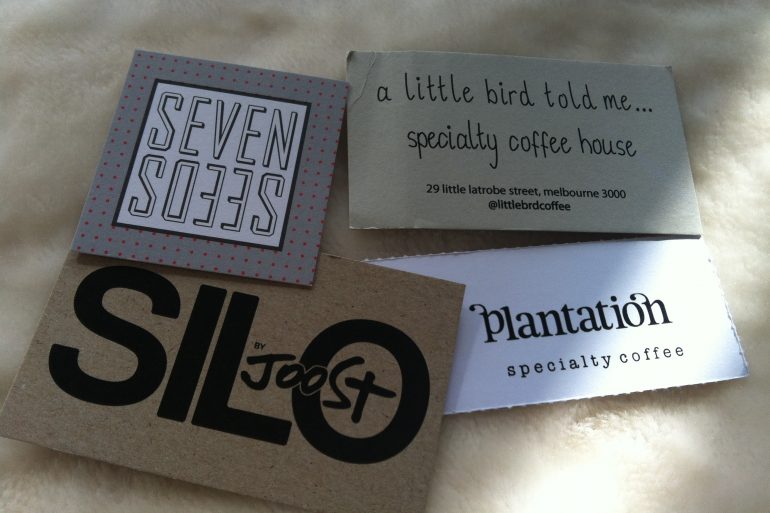 SEVEN
SEEDS
a little bird told me...
specialty coffee house
29 little latrobe street, melbourne 3000
@littlebrdcoffee
SILO
BY
JOOST
plantation
specialty coffee